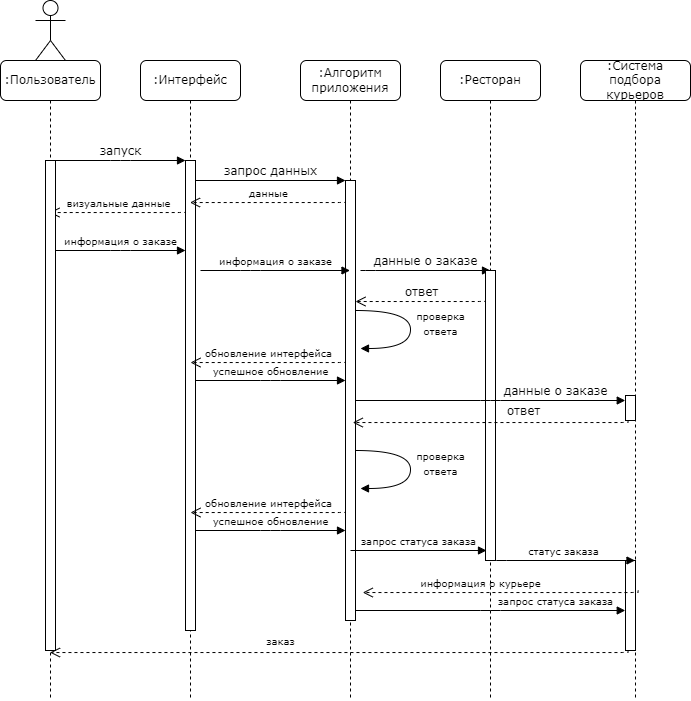 :Пользователь
:Интерфейс
:Алгоритм
приложения
:Ресторан
:Система
подбора
курьеров
запуск
запрос данных
данные
визуальные данные
информация о заказе
информация о заказе
данные о заказе
ответ
проверка
ответа
обновление интерфейса
успешное обновление
данные о заказе
ответ
проверка
ответа
обновление интерфейса
успешное обновление
запрос статуса заказа
статус заказа
информация о курьере
запрос статуса заказа
заказ